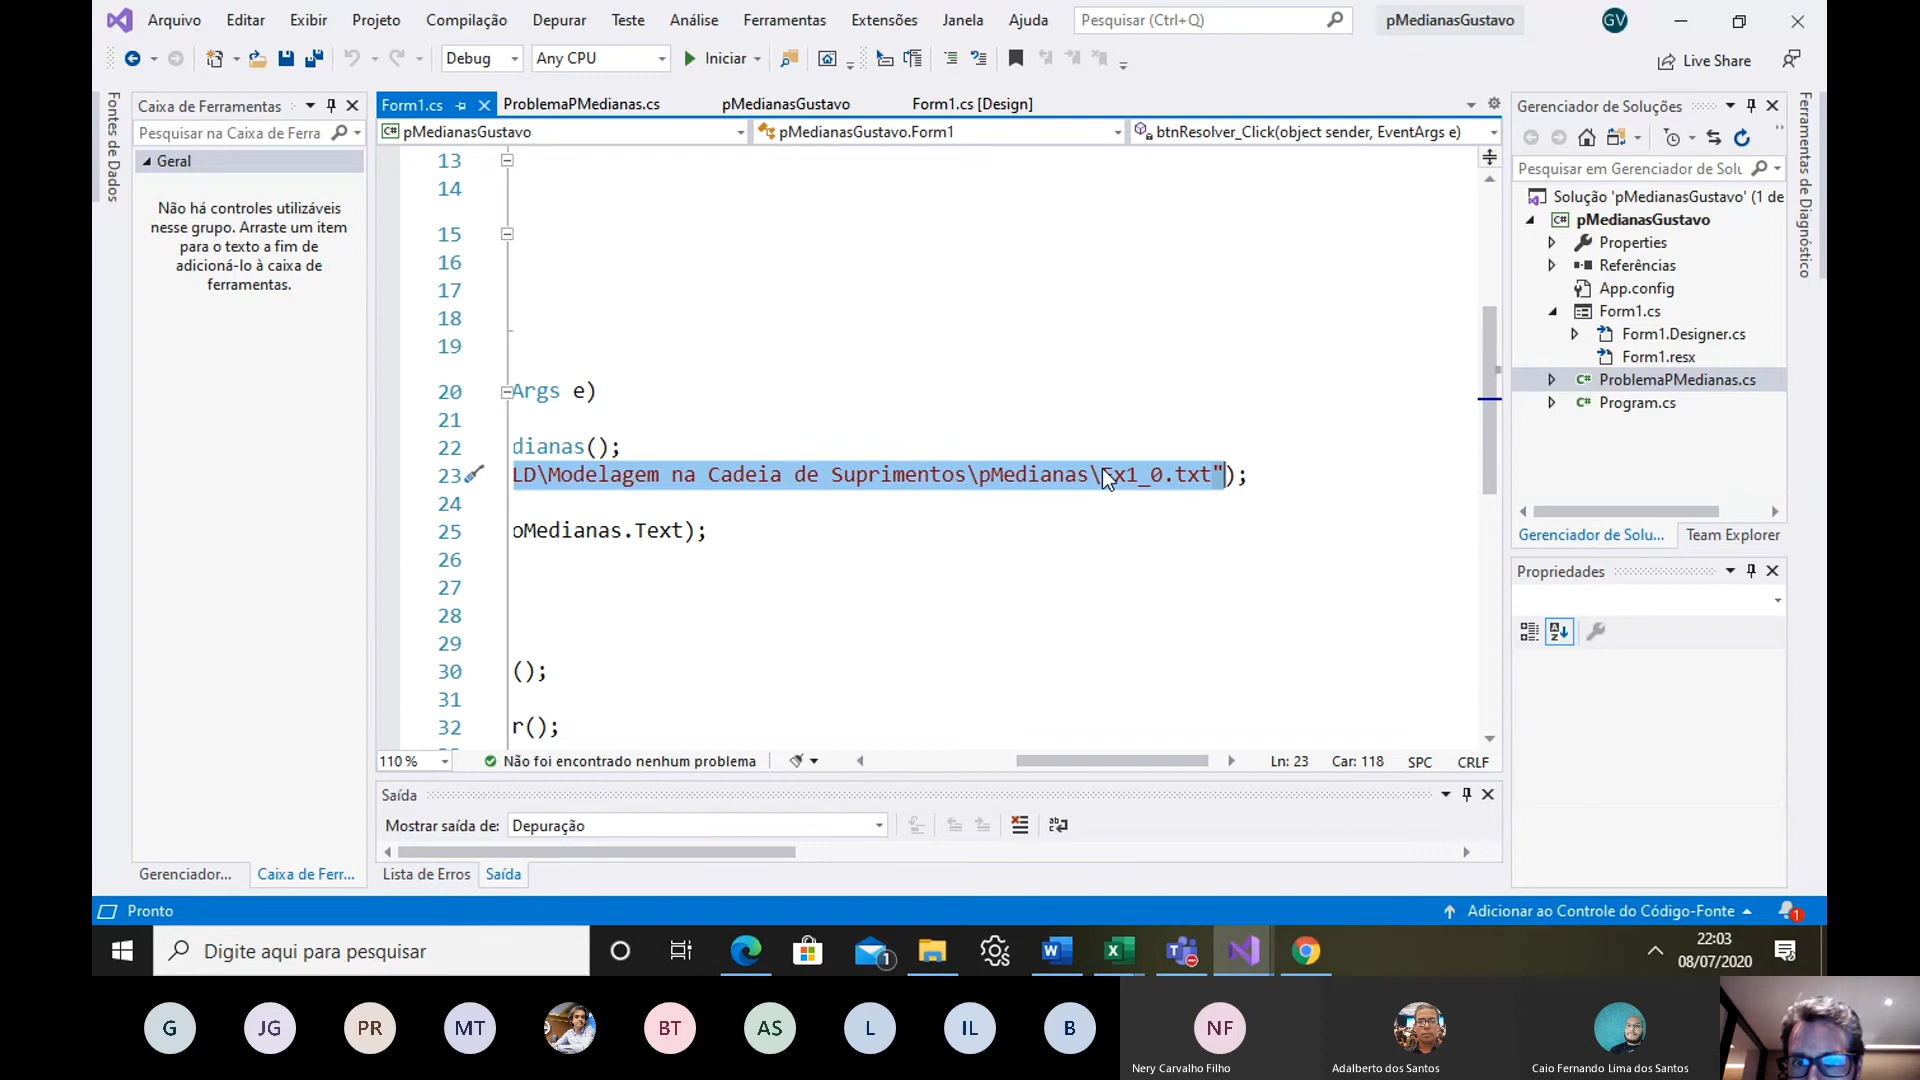 Arquivo Editar Exibir Projeto Compilação Depurar Teste Análise Ferramentas Extensões Janela Ajuda Pesquisar (Ctrl+Q) pMedianasGustavo GV
Debug Any CPU Iniciar Live Share
Fontes de Dados
Caixa de Ferramentas
Pesquisar na Caixa de Ferra
Geral
Não há controles utilizáveis
nesse grupo. Arraste um item
para o texto a fim de
adicioná-lo à caixa de
ferramentas.
Gerenciador... Caixa de Ferr...
Form1.cs ProblemaPMedianas.cs pMedianasGustavo Form1.cs [Design]
pMedianasGustavo pMedianasGustavo.Form1 btnResolver_Click(object sender, EventArgs e)
13
14
15
16
17
18
19
20 Args e)
21
22 dianas();
23 LD\Modelagem na Cadeia de Suprimentos\pMedianas\Ex1_0.txt");
24
25 oMedianas.Text);
26
27
28
29
30 ();
31
32 r();
110 % Não foi encontrado nenhum problema Ln: 23 Car: 118 SPC CRLF
Saída
Mostrar saída de: Depuração
Lista de Erros Saída
Gerenciador de Soluções
Pesquisar em Gerenciador de Solu
Solução 'pMedianasGustavo' (1 de
pMedianasGustavo
Properties
Referências
App.config
Form1.cs
Form1.Designer.cs
Form1.resx
ProblemaPMedianas.cs
Program.cs
Gerenciador de Solu... Team Explorer
Propriedades
Ferramentas de Diagnóstico
Pronto Adicionar ao Controle do Código-Fonte 1
Digite aqui para pesquisar 1 22:03
08/07/2020
G JG PR MT BT AS L IL B NF
Nery Carvalho Filho Adalberto dos Santos Caio Fernando Lima dos Santos